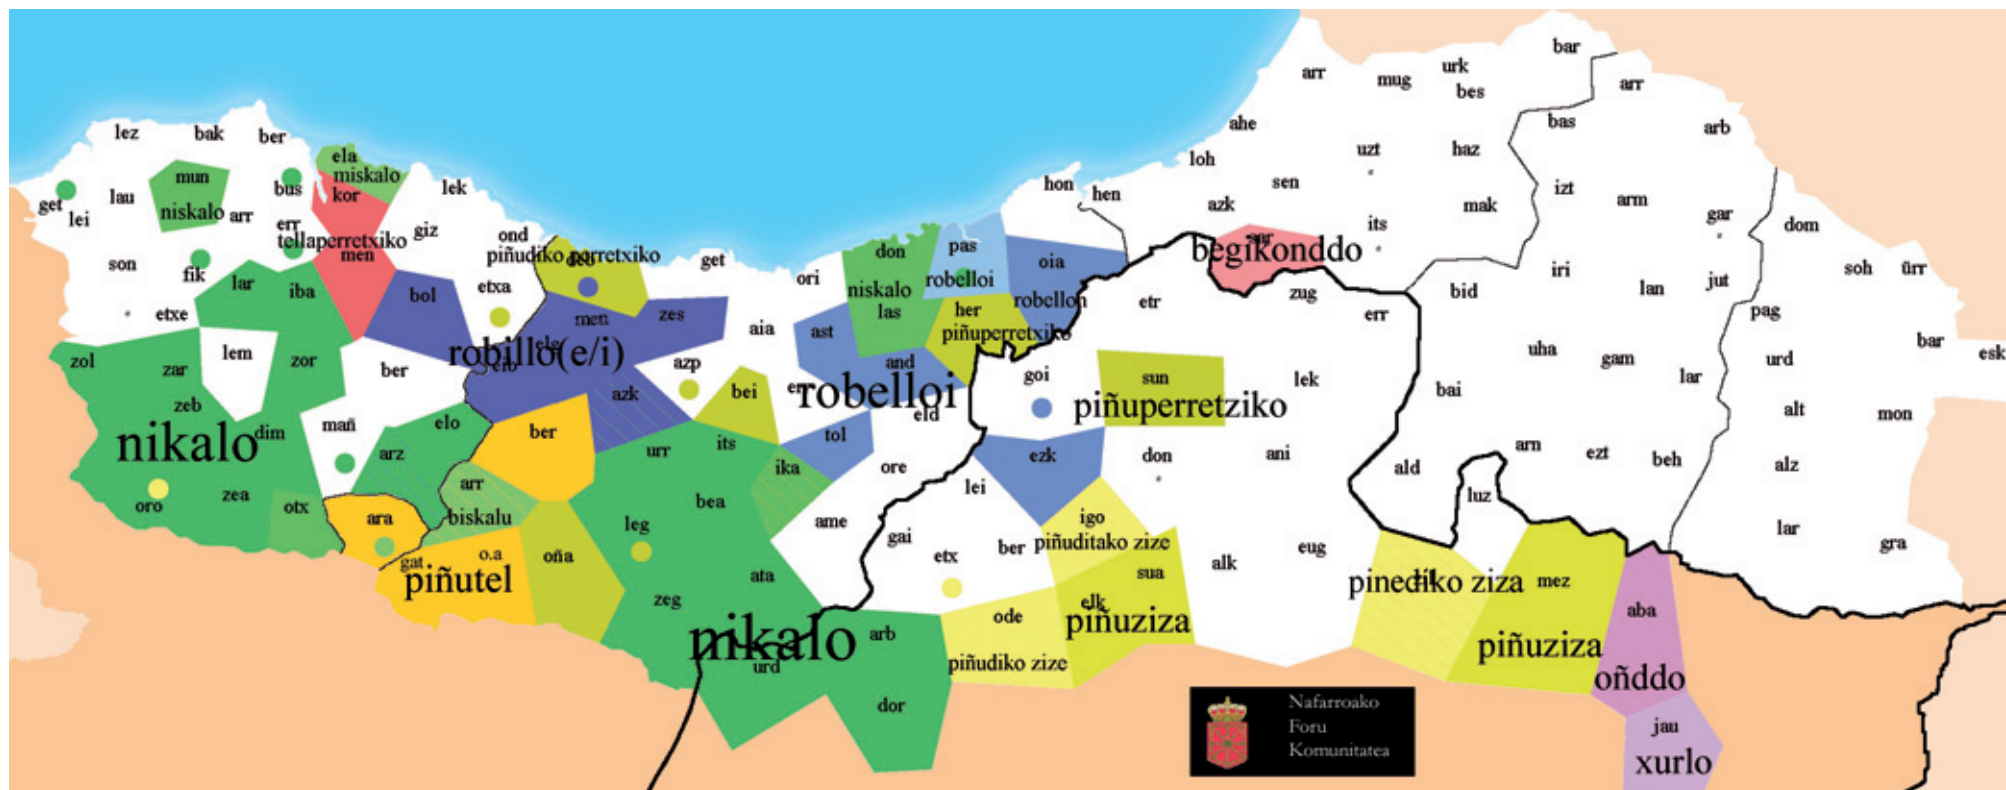 bar
arr
mug
urk
bes
arr
lez
bak
ber
ahe
bas
arb
ela
miskalo
loh
uzt
haz
mun
bus
kor
lek
hon
hen
sen
izt
arm
get
lei
lau
niskalo
arr
err
giz
azk
its
mak
gar
dom
tellaperretxiko
men
ond
piñudiko perretxiko
get
don
pas
begikonddo
son
fik
lar
iba
bol
etxa
ori
niskalo
las
robelloi
oia
robelloi
etr
zug
err
bid
iri
lan
jut
soh
ürr
etxe
men
zes
aia
ast
her
piñuperretxiko
pag
bar
esk
zol
zar
lem
zor
ber
robillo(e/i)
elg
azp
and
goi
sun
lek
uha
gam
lar
urd
zeb
dim
mañ
elo
azk
bei
robelloi
eld
piñuperretziko
bai
alt
mon
nikalo
arz
ber
urr
its
tol
ezk
don
ani
ald
arn
ezt
beh
alz
oro
zea
otx
ara
arr
biskalu
bea
ika
ore
lei
luz
leg
ame
gai
igo
piñuditako zize
lar
gra
gat
o.a
piñutel
oña
ata
etx
ber
sua
alk
eug
pinediko ziza
mez
zeg
nikalo
urd
arb
ode
elk
piñuziza
piñuziza
aba
piñudiko zize
oñddo
dor
jau
xurlo
Nafarroako
Foru
Komunitatea